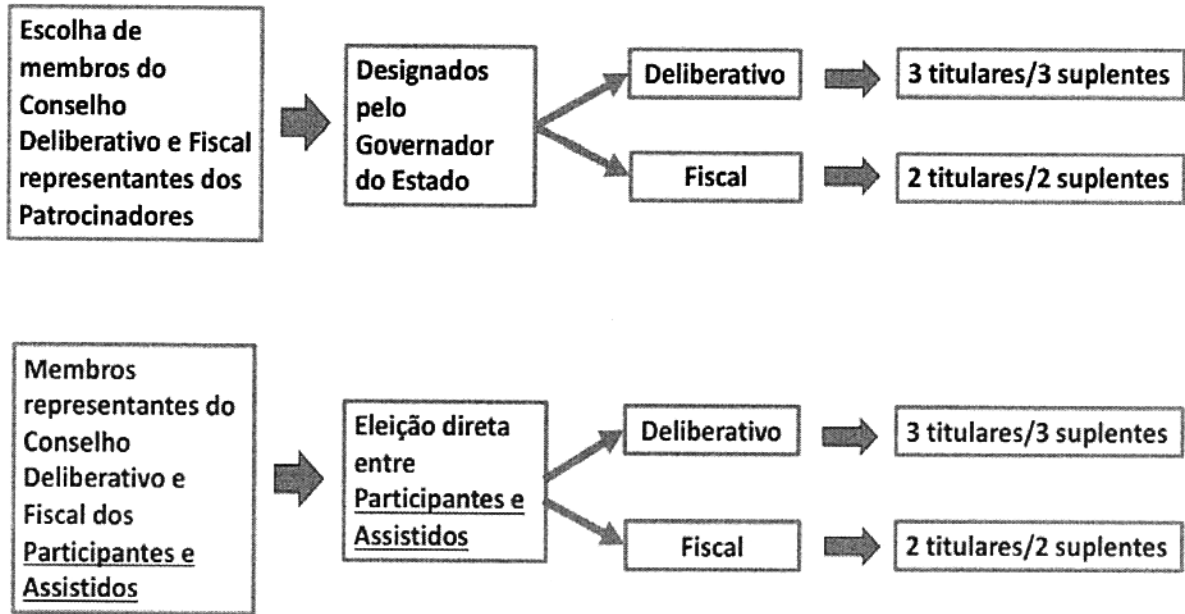 Escolha de
membros do
Conselho
Deliberativo e Fiscal
representantes dos
Patrocinadores
Designados
pelo
Governador
do Estado
Deliberativo
3 titulares/3 suplentes
Fiscal
2 titulares/2 suplentes
Membros
representantes do
Conselho
Deliberativo e
Fiscal dos
Participantes e
Assistidos
Eleição direta
entre
Participantes e
Assistidos
Deliberativo
3 titulares/3 suplentes
Fiscal
2 titulares/2 suplentes